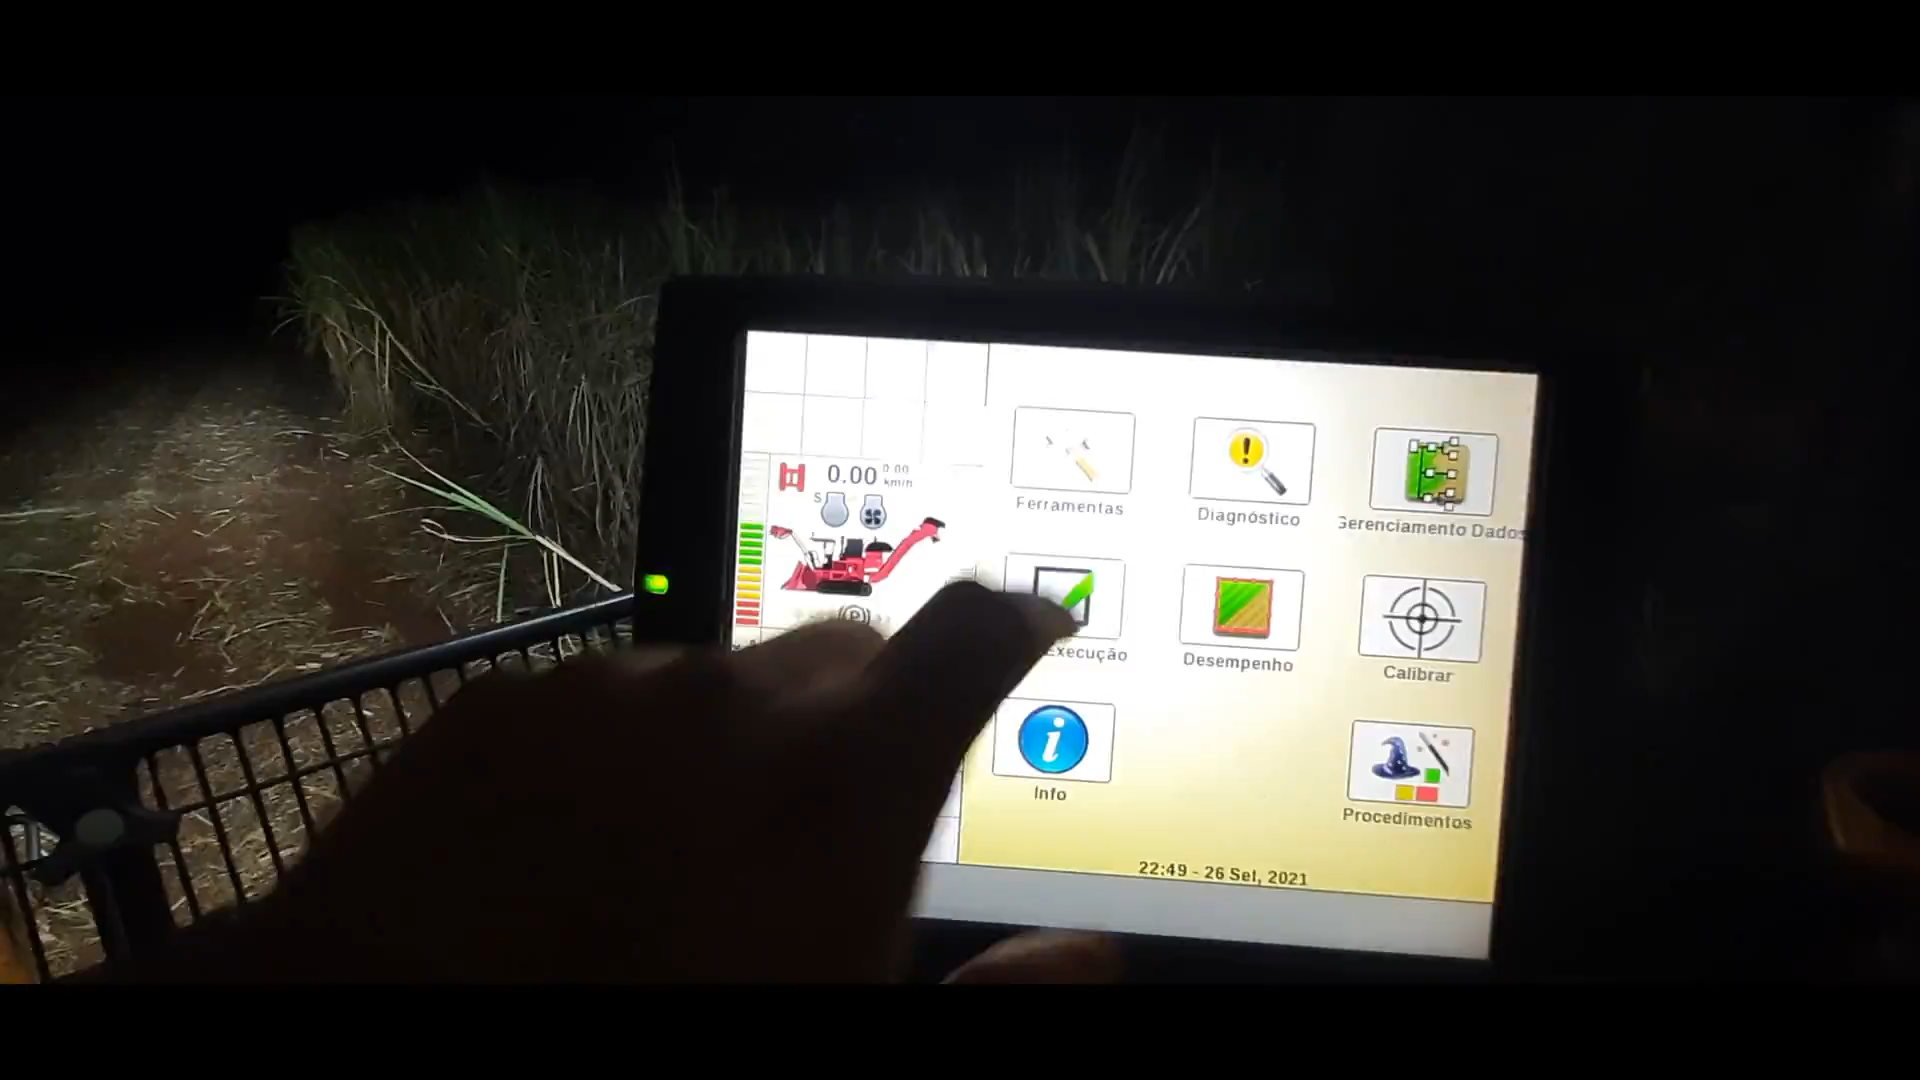 0.00 0.00
km/h
S
(P)
Ferramentas
Diagnóstico
Gerenciamento Dados
Execução
Desempenho
Calibrar
Info
Procedimentos
22:49 - 26 Set, 2021